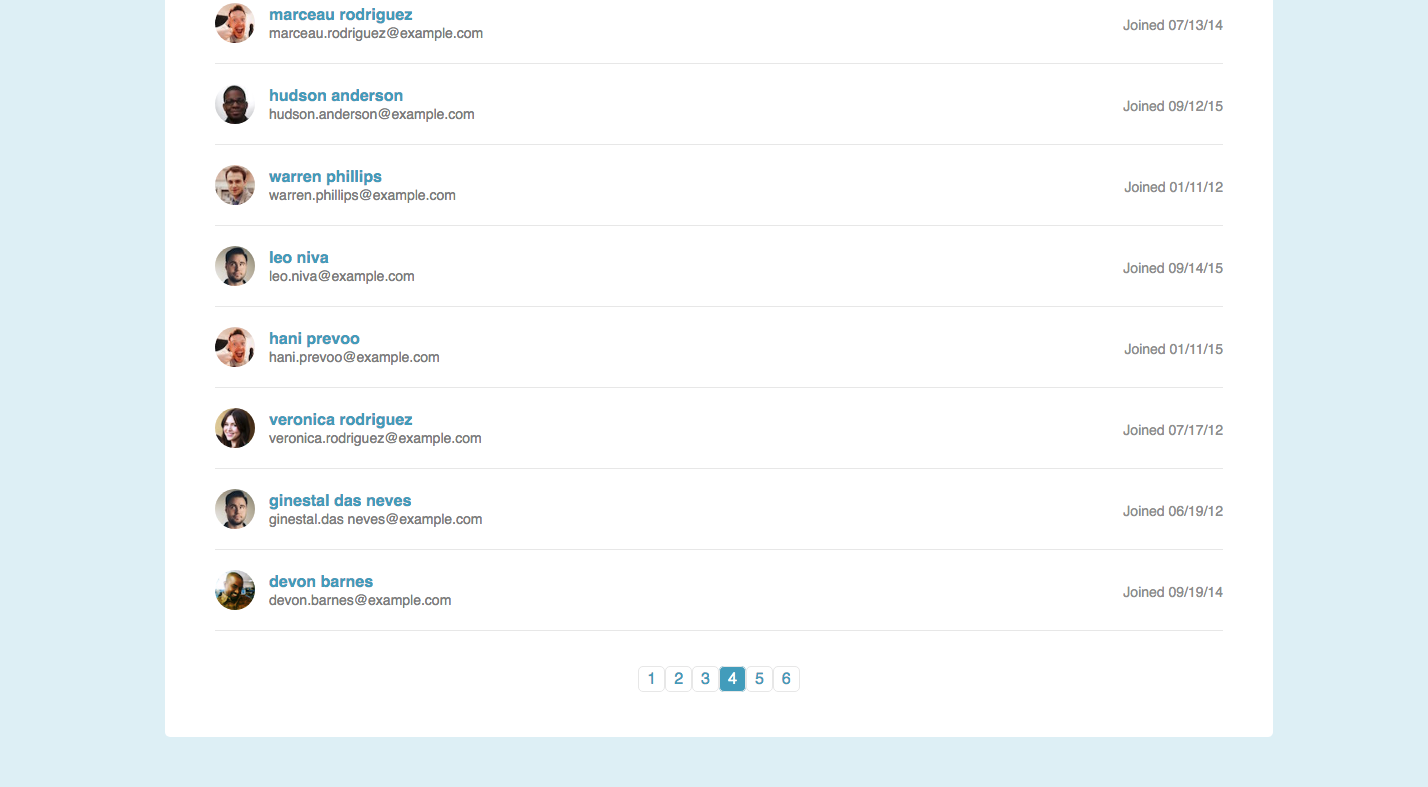 marceau rodriguez
marceau.rodriguez@example.com
Joined 07/13/14
hudson anderson
hudson.anderson@example.com
Joined 09/12/15
warren phillips
warren.phillips@example.com
Joined 01/11/12
leo niva
leo.niva@example.com
Joined 09/14/15
hani prevoo
hani.prevoo@example.com
Joined 01/11/15
veronica rodriguez
veronica.rodriguez@example.com
Joined 07/17/12
ginestal das neves
ginestal.das neves@example.com
Joined 06/19/12
devon barnes
devon.barnes@example.com
Joined 09/19/14
1 2 3 4 5 6